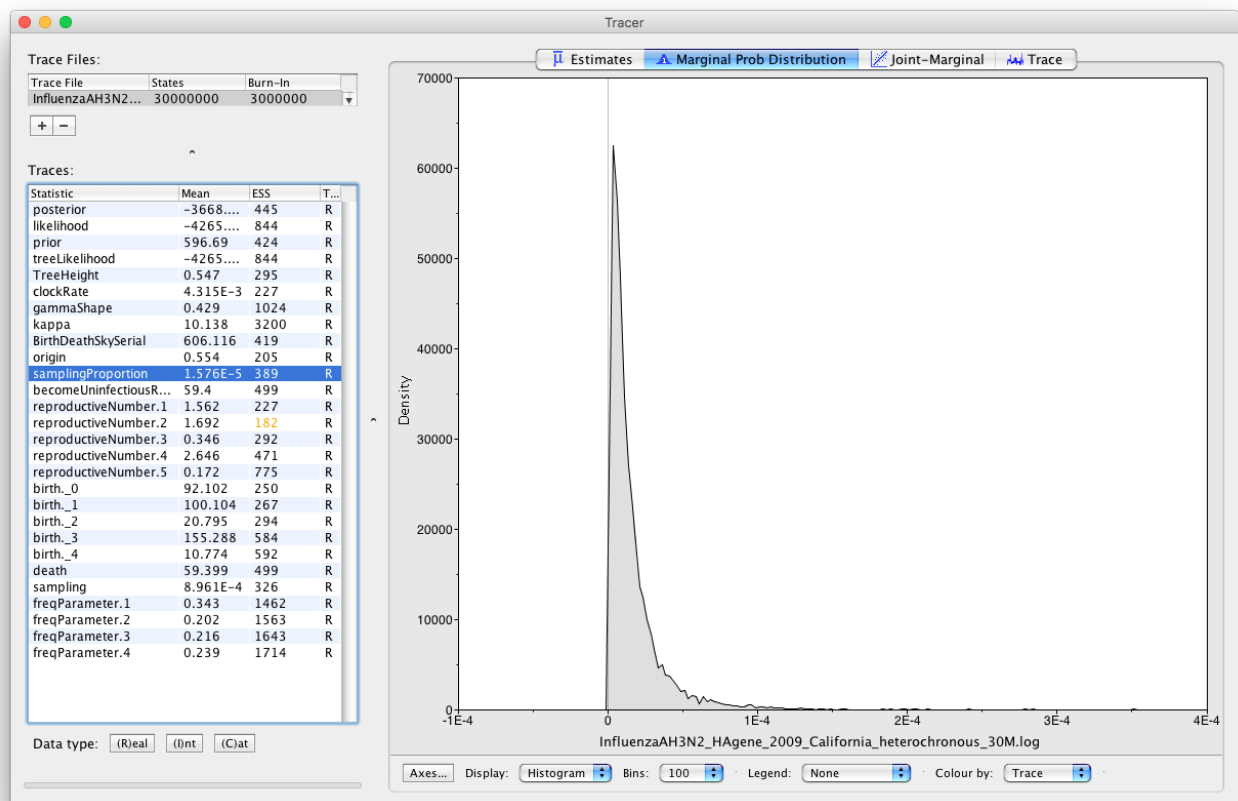 Tracer
Trace Files:
Trace File States Burn-In
InfluenzaAH3N2... 30000000 3000000
+ −
Traces:
Statistic Mean ESS T...
posterior -3668.... 445 R
likelihood -4265.... 844 R
prior 596.69 424 R
treeLikelihood -4265.... 844 R
TreeHeight 0.547 295 R
clockRate 4.315E-3 227 R
gammaShape 0.429 1024 R
kappa 10.138 3200 R
BirthDeathSkySerial 606.116 419 R
origin 0.554 205 R
samplingProportion 1.576E-5 389 R
becomeUninfectiousR... 59.4 499 R
reproductiveNumber.1 1.562 227 R
reproductiveNumber.2 1.692 182 R
reproductiveNumber.3 0.346 292 R
reproductiveNumber.4 2.646 471 R
reproductiveNumber.5 0.172 775 R
birth._0 92.102 250 R
birth._1 100.104 267 R
birth._2 20.795 294 R
birth._3 155.288 584 R
birth._4 10.774 592 R
death 59.399 499 R
sampling 8.961E-4 326 R
freqParameter.1 0.343 1462 R
freqParameter.2 0.202 1563 R
freqParameter.3 0.216 1643 R
freqParameter.4 0.239 1714 R
Data type: (R)eal (I)nt (C)at
μ Estimates Marginal Prob Distribution Joint-Marginal Trace
70000
60000
50000
40000
30000
20000
10000
0
Density
-1E-4 0 1E-4 2E-4 3E-4 4E-4
InfluenzaAH3N2_HAgene_2009_California_heterochronous_30M.log
Axes... Display: Histogram Bins: 100 Legend: None Colour by: Trace